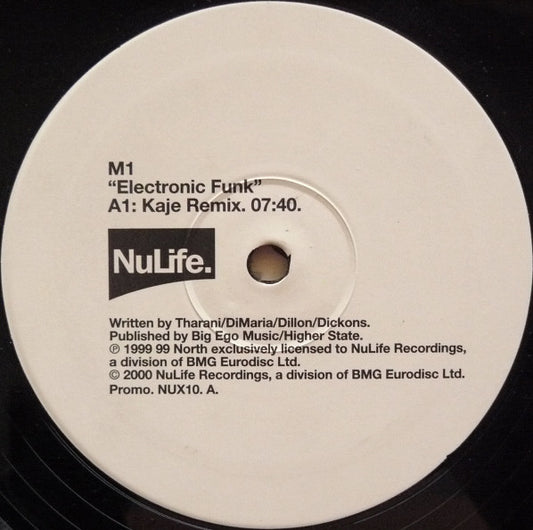 M1
“Electronic Funk”
A1: Kaje Remix. 07:40.
NuLife.
Written by Tharani/DiMaria/Dillon/Dickons.
Published by Big Ego Music/Higher State.
℗ 1999 99 North exclusively licensed to NuLife Recordings,
a division of BMG Eurodisc Ltd.
© 2000 NuLife Recordings, a division of BMG Eurodisc Ltd.
Promo. NUX10. A.